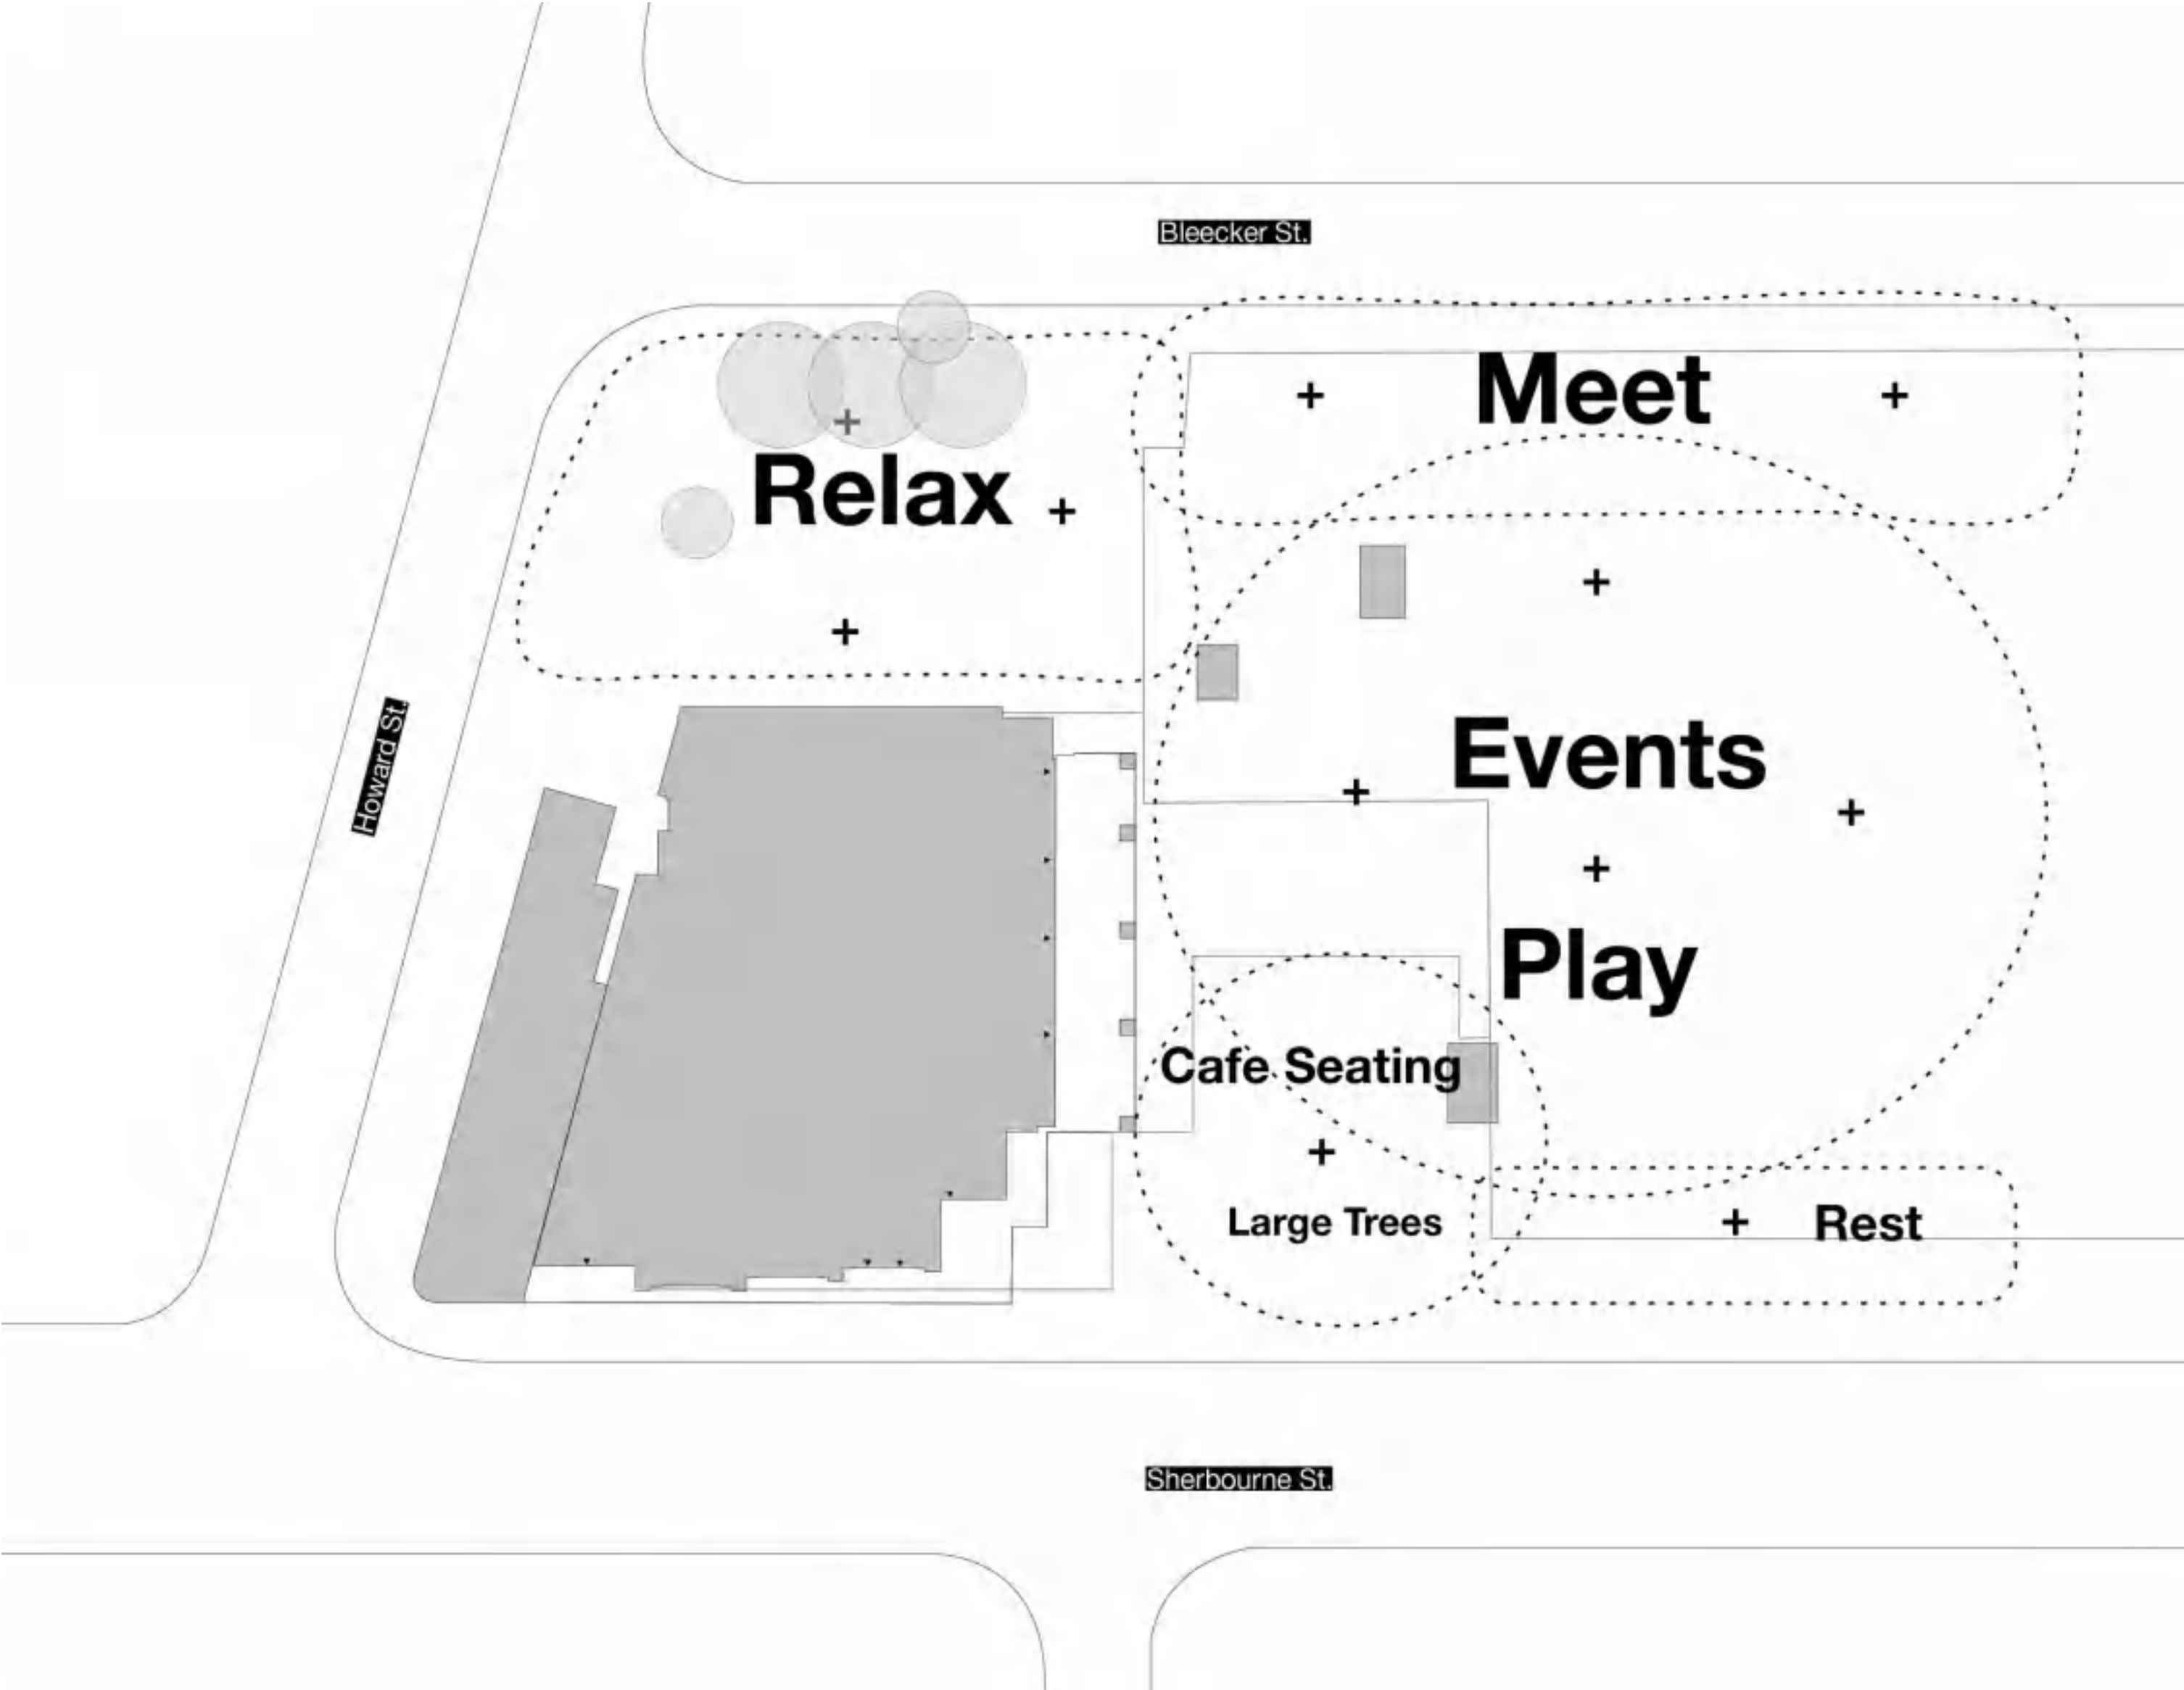 Bleecker St.
Meet
Relax
Howard St.
Events
Play
Cafe Seating
Large Trees
Rest
Sherbourne St.